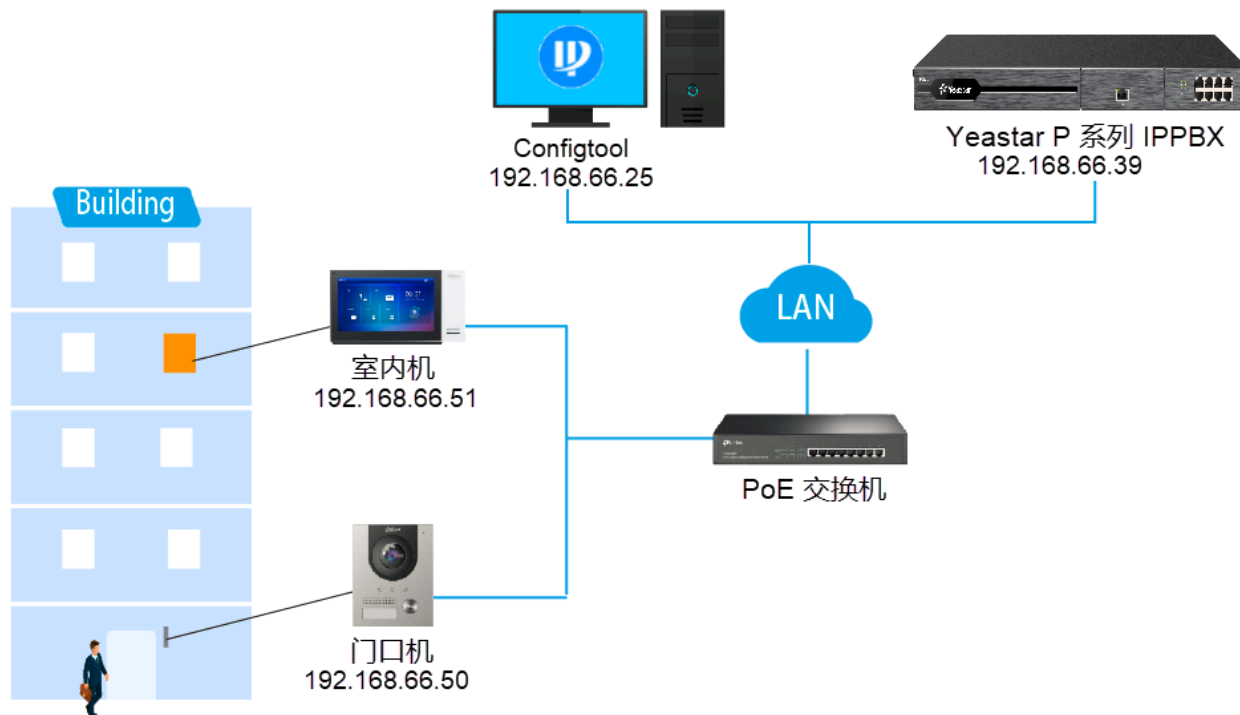 Configtool
192.168.66.25
Yeastar
Yeastar P 系列 IPPBX
192.168.66.39
Building
LAN
室内机
192.168.66.51
PoE 交换机
门口机
192.168.66.50